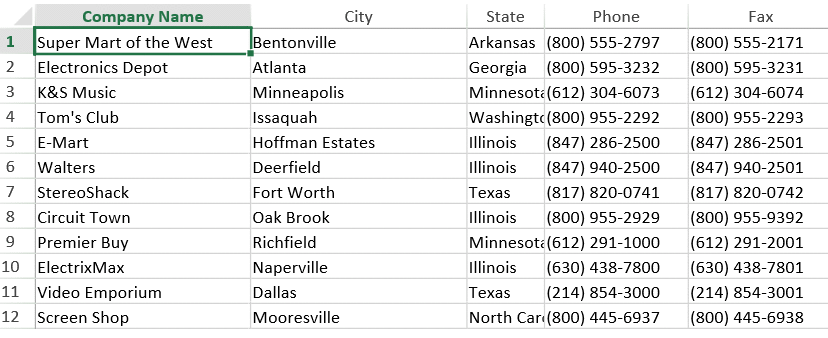 Company Name City State Phone Fax
1 Super Mart of the West Bentonville Arkansas (800) 555-2797 (800) 555-2171
2 Electronics Depot Atlanta Georgia (800) 595-3232 (800) 595-3231
3 K&S Music Minneapolis Minnesota (612) 304-6073 (612) 304-6074
4 Tom's Club Issaquah Washingt (800) 955-2292 (800) 955-2293
5 E-Mart Hoffman Estates Illinois (847) 286-2500 (847) 286-2501
6 Walters Deerfield Illinois (847) 940-2500 (847) 940-2501
7 StereoShack Fort Worth Texas (817) 820-0741 (817) 820-0742
8 Circuit Town Oak Brook Illinois (800) 955-2929 (800) 955-9392
9 Premier Buy Richfield Minnesota (612) 291-1000 (612) 291-2001
10 ElectrixMax Naperville Illinois (630) 438-7800 (630) 438-7801
11 Video Emporium Dallas Texas (214) 854-3000 (214) 854-3001
12 Screen Shop Mooresville North Car (800) 445-6937 (800) 445-6938